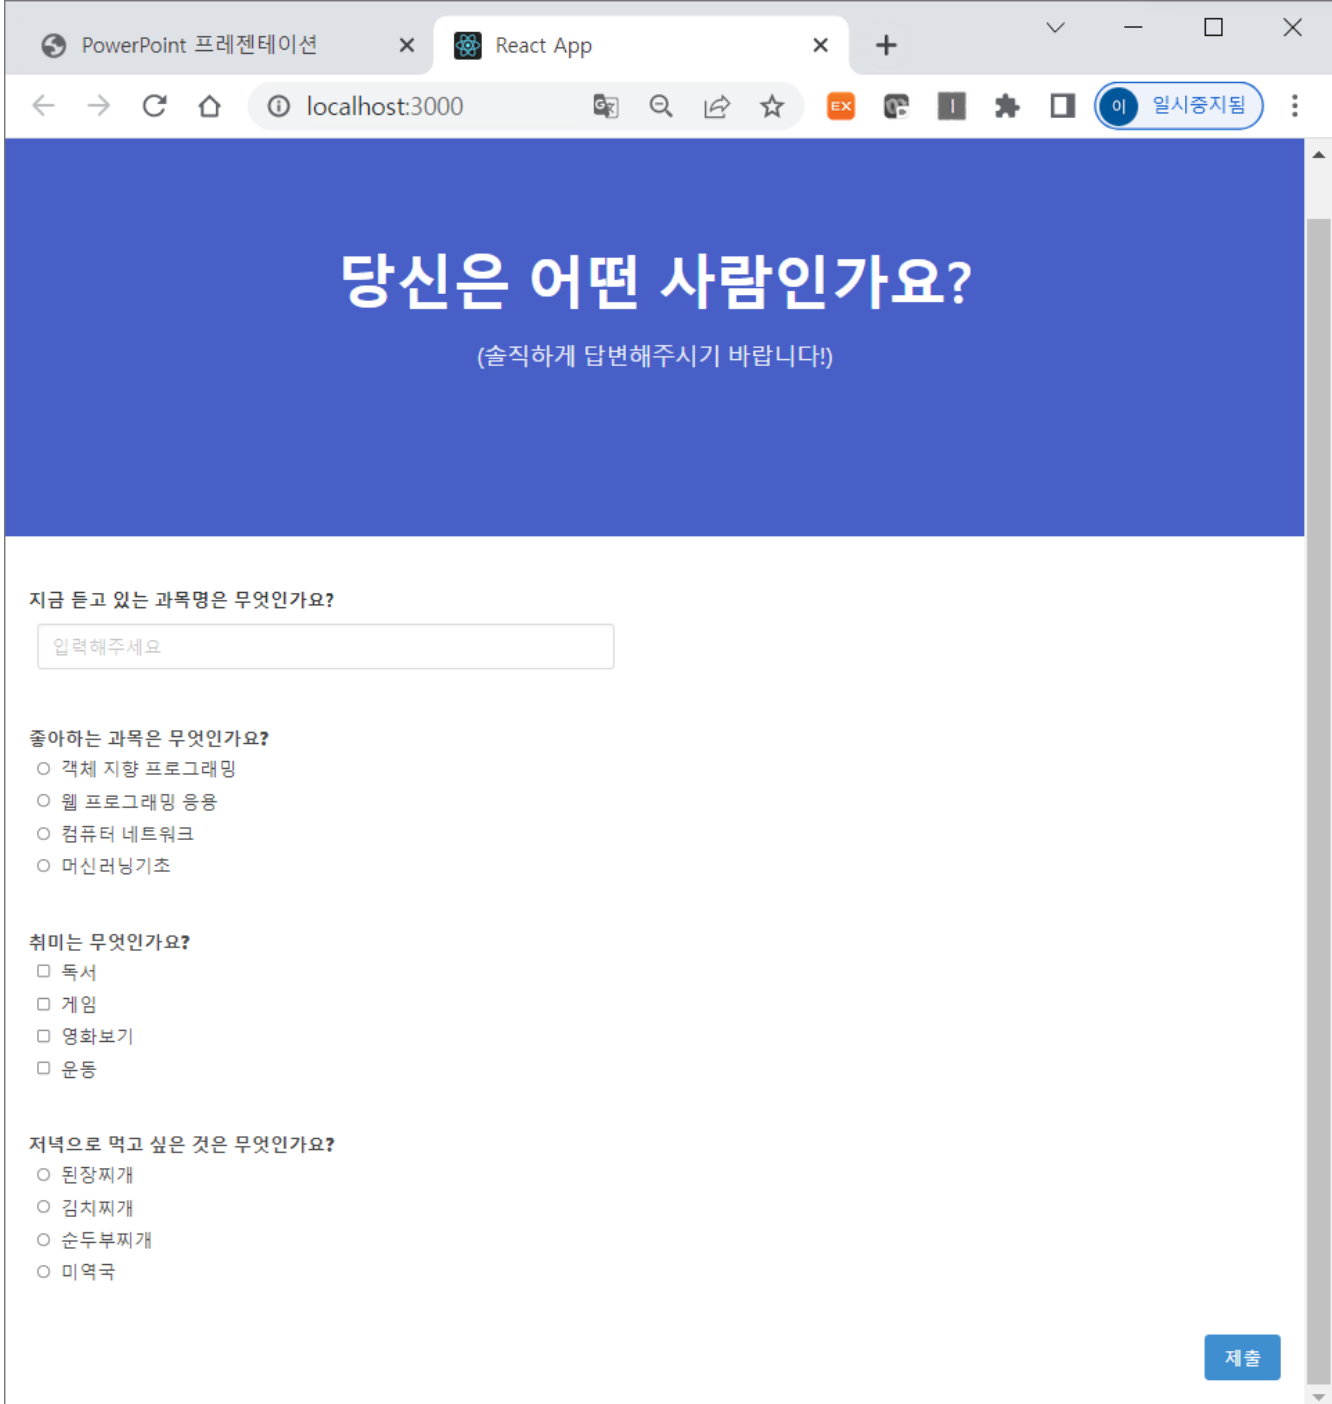 PowerPoint 프레젠테이션
React App
localhost:3000
EX
이 일시중지됨
당신은 어떤 사람인가요?
(솔직하게 답변해주시기 바랍니다!)
지금 듣고 있는 과목명은 무엇인가요?
입력해주세요
좋아하는 과목은 무엇인가요?
객체 지향 프로그래밍
웹 프로그래밍 응용
컴퓨터 네트워크
머신러닝기초
취미는 무엇인가요?
독서
게임
영화보기
운동
저녁으로 먹고 싶은 것은 무엇인가요?
된장찌개
김치찌개
순두부찌개
미역국
제출